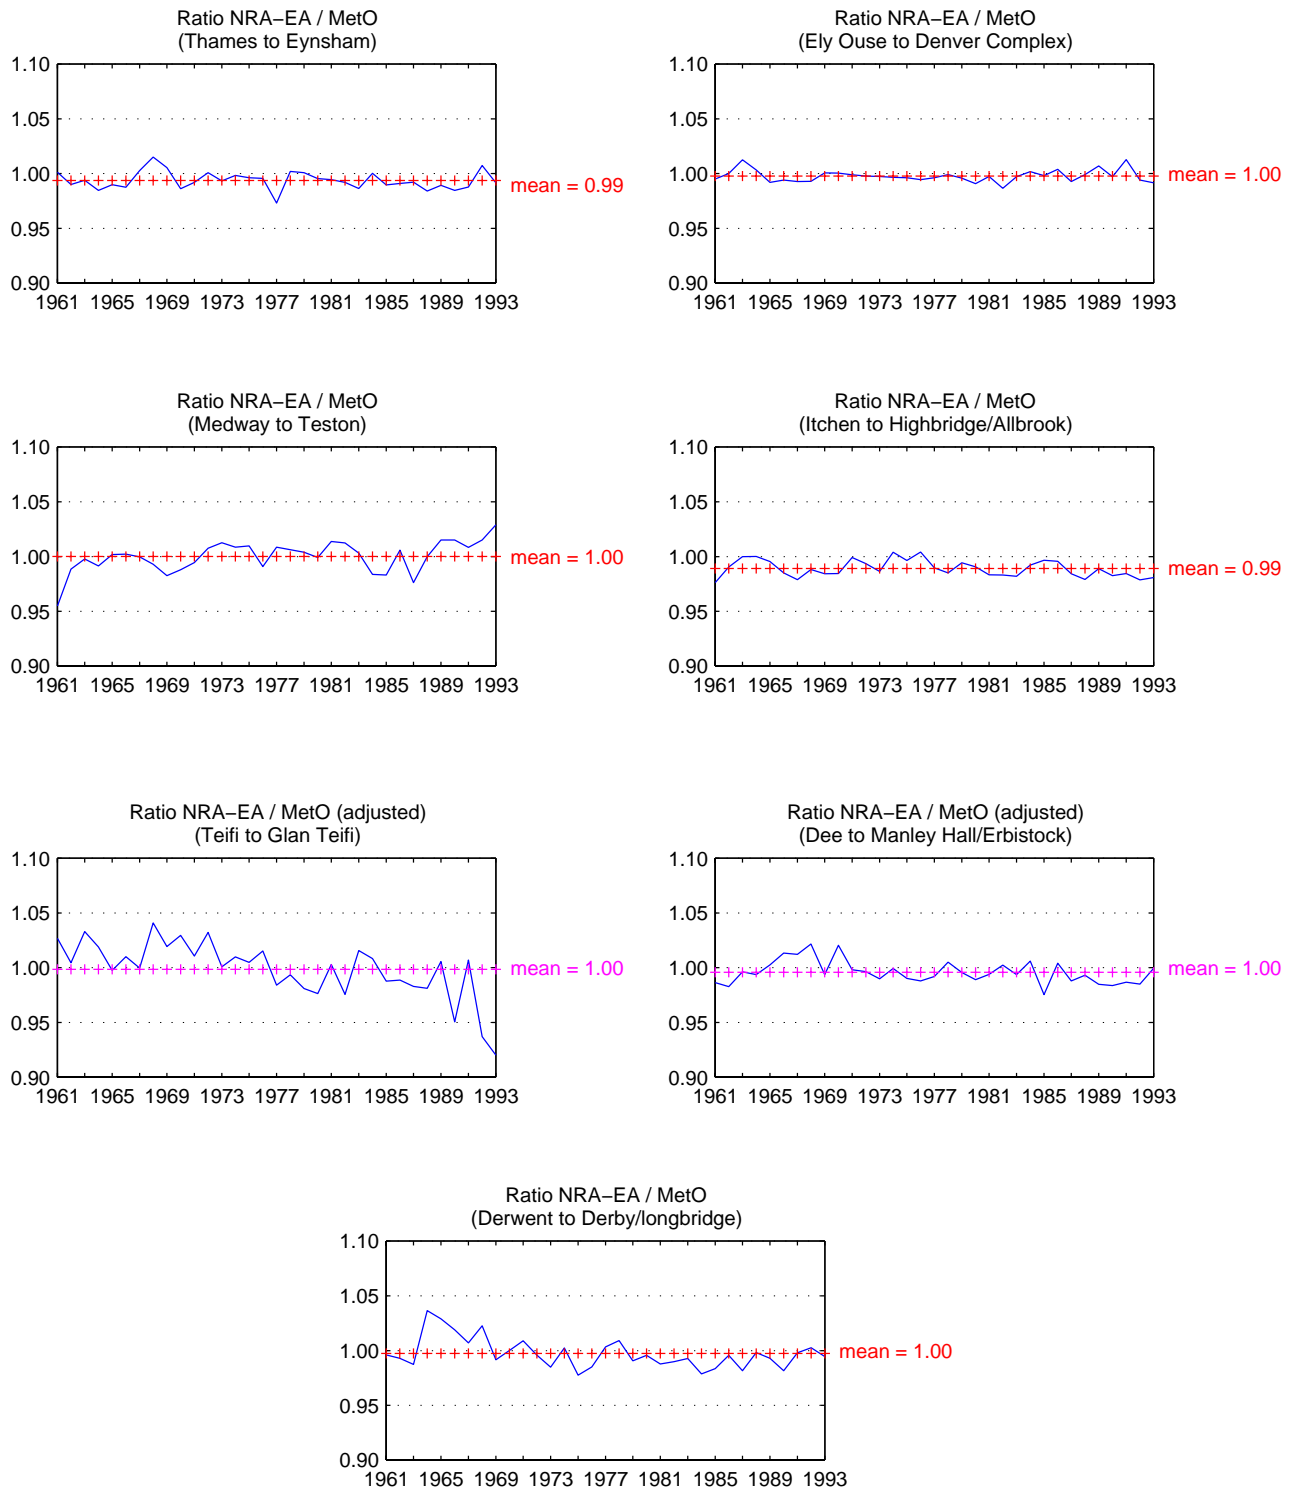 Ratio NRA−EA / MetO
(Thames to Eynsham)
1.10
1.05
1.00
0.95
0.90
1961 1965 1969 1973 1977 1981 1985 1989 1993
mean = 0.99
Ratio NRA−EA / MetO
(Ely Ouse to Denver Complex)
1.10
1.05
1.00
0.95
0.90
1961 1965 1969 1973 1977 1981 1985 1989 1993
mean = 1.00
Ratio NRA−EA / MetO
(Medway to Teston)
1.10
1.05
1.00
0.95
0.90
1961 1965 1969 1973 1977 1981 1985 1989 1993
mean = 1.00
Ratio NRA−EA / MetO
(Itchen to Highbridge/Allbrook)
1.10
1.05
1.00
0.95
0.90
1961 1965 1969 1973 1977 1981 1985 1989 1993
mean = 0.99
Ratio NRA−EA / MetO (adjusted)
(Teifi to Glan Teifi)
1.10
1.05
1.00
0.95
0.90
1961 1965 1969 1973 1977 1981 1985 1989 1993
mean = 1.00
Ratio NRA−EA / MetO (adjusted)
(Dee to Manley Hall/Erbistock)
1.10
1.05
1.00
0.95
0.90
1961 1965 1969 1973 1977 1981 1985 1989 1993
mean = 1.00
Ratio NRA−EA / MetO
(Derwent to Derby/longbridge)
1.10
1.05
1.00
0.95
0.90
1961 1965 1969 1973 1977 1981 1985 1989 1993
mean = 1.00